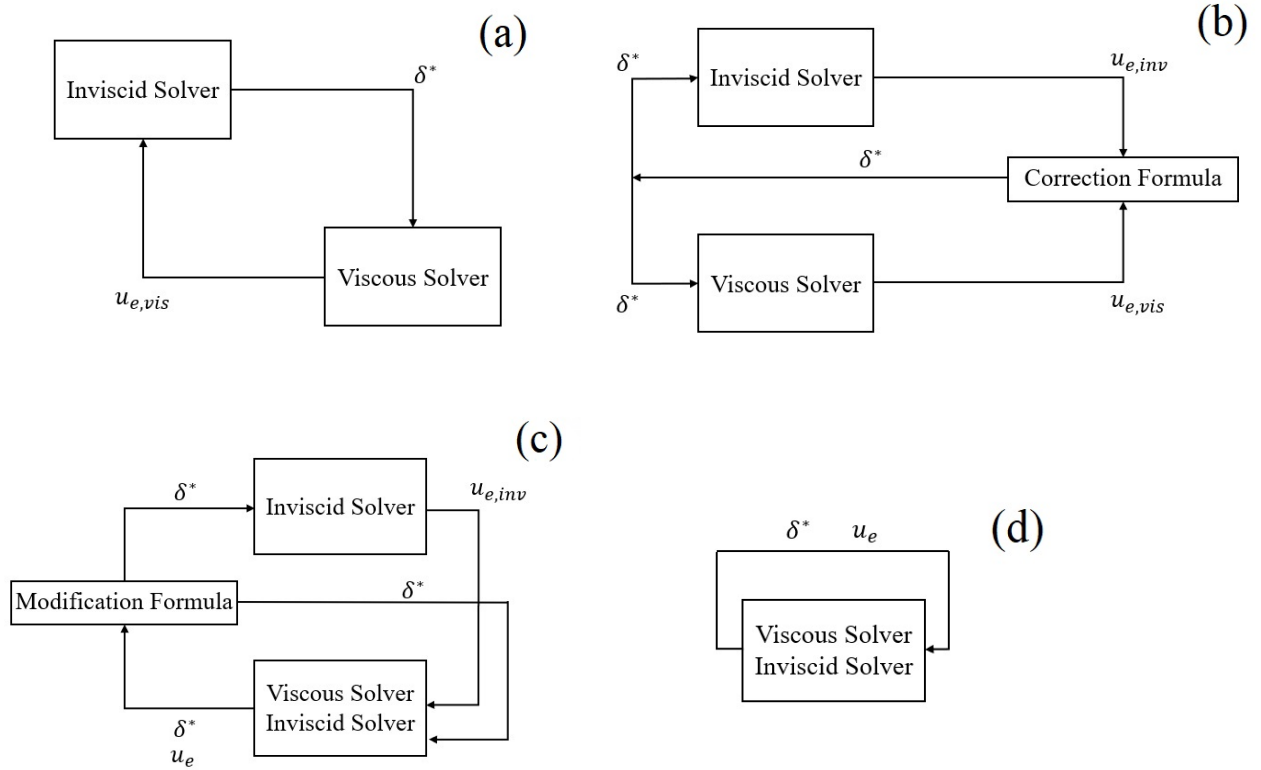 (a)
Inviscid Solver
δ*
Viscous Solver
u_{e,vis}
(b)
δ*
Inviscid Solver
u_{e,inv}
δ*
Correction Formula
Viscous Solver
δ*
u_{e,vis}
(c)
δ*
Inviscid Solver
u_{e,inv}
Modification Formula
δ*
Viscous Solver
Inviscid Solver
δ*
u_e
(d)
δ* u_e
Viscous Solver
Inviscid Solver